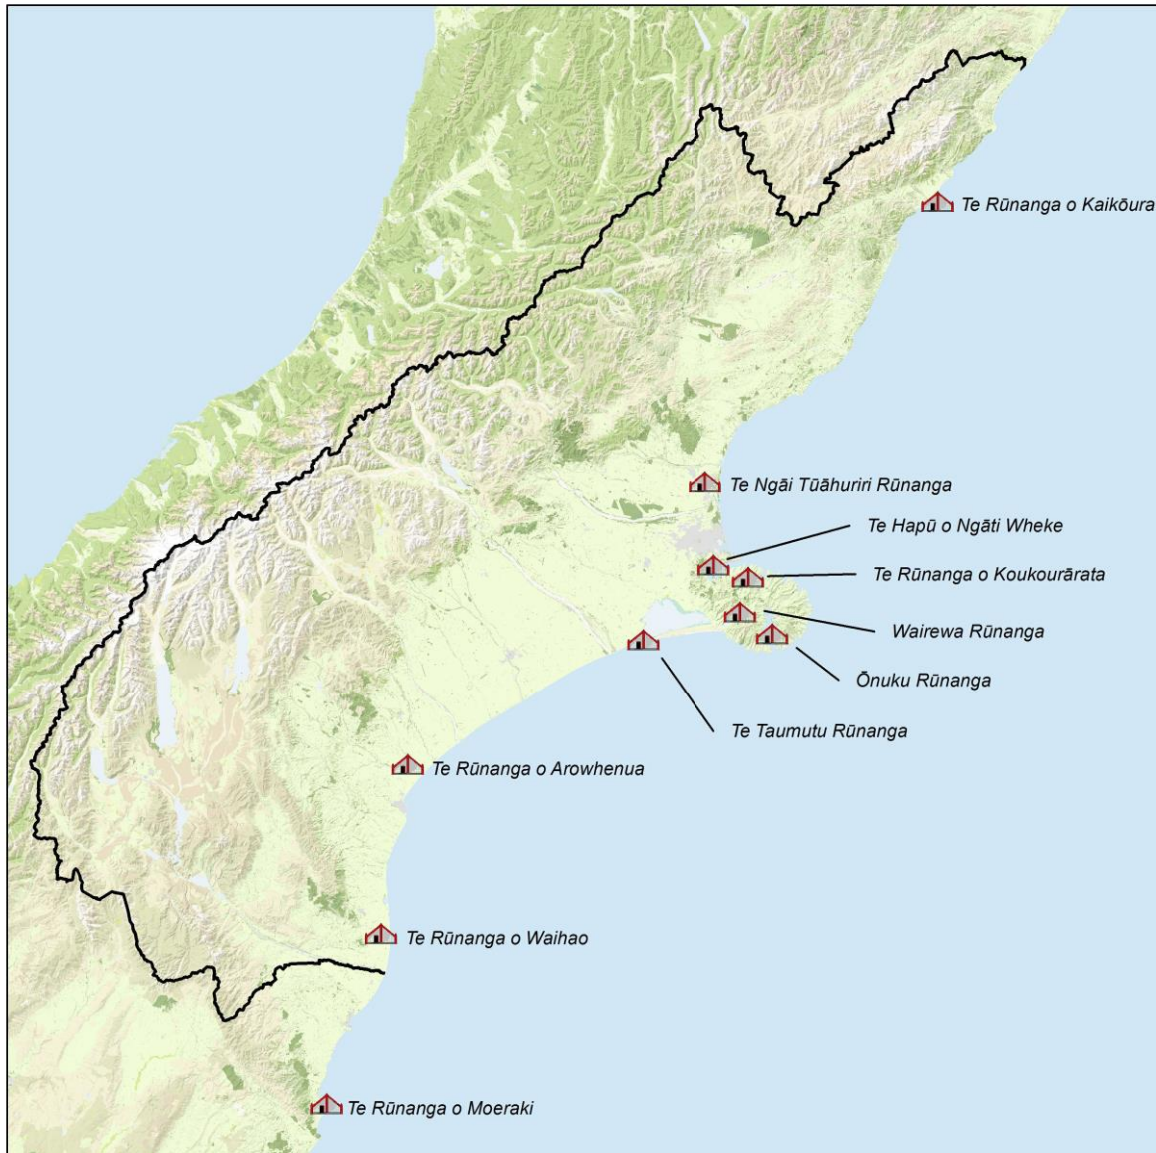 Te Rūnanga o Kaikōura
Te Ngāi Tūāhuriri Rūnanga
Te Hapū o Ngāti Wheke
Te Rūnanga o Koukourārata
Wairewa Rūnanga
Ōnuku Rūnanga
Te Taumutu Rūnanga
Te Rūnanga o Arowhenua
Te Rūnanga o Waihao
Te Rūnanga o Moeraki